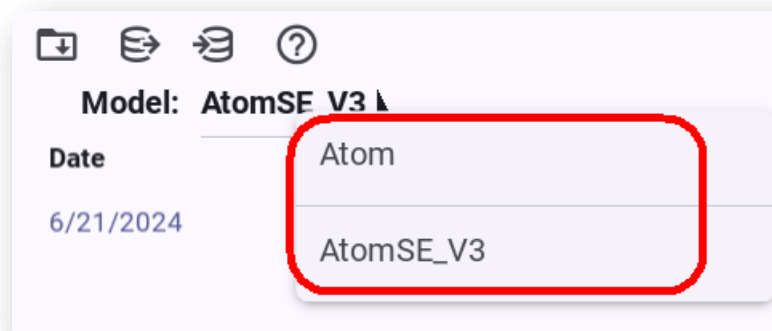 Model: AtomSE_V3
Atom
Date
6/21/2024
AtomSE_V3